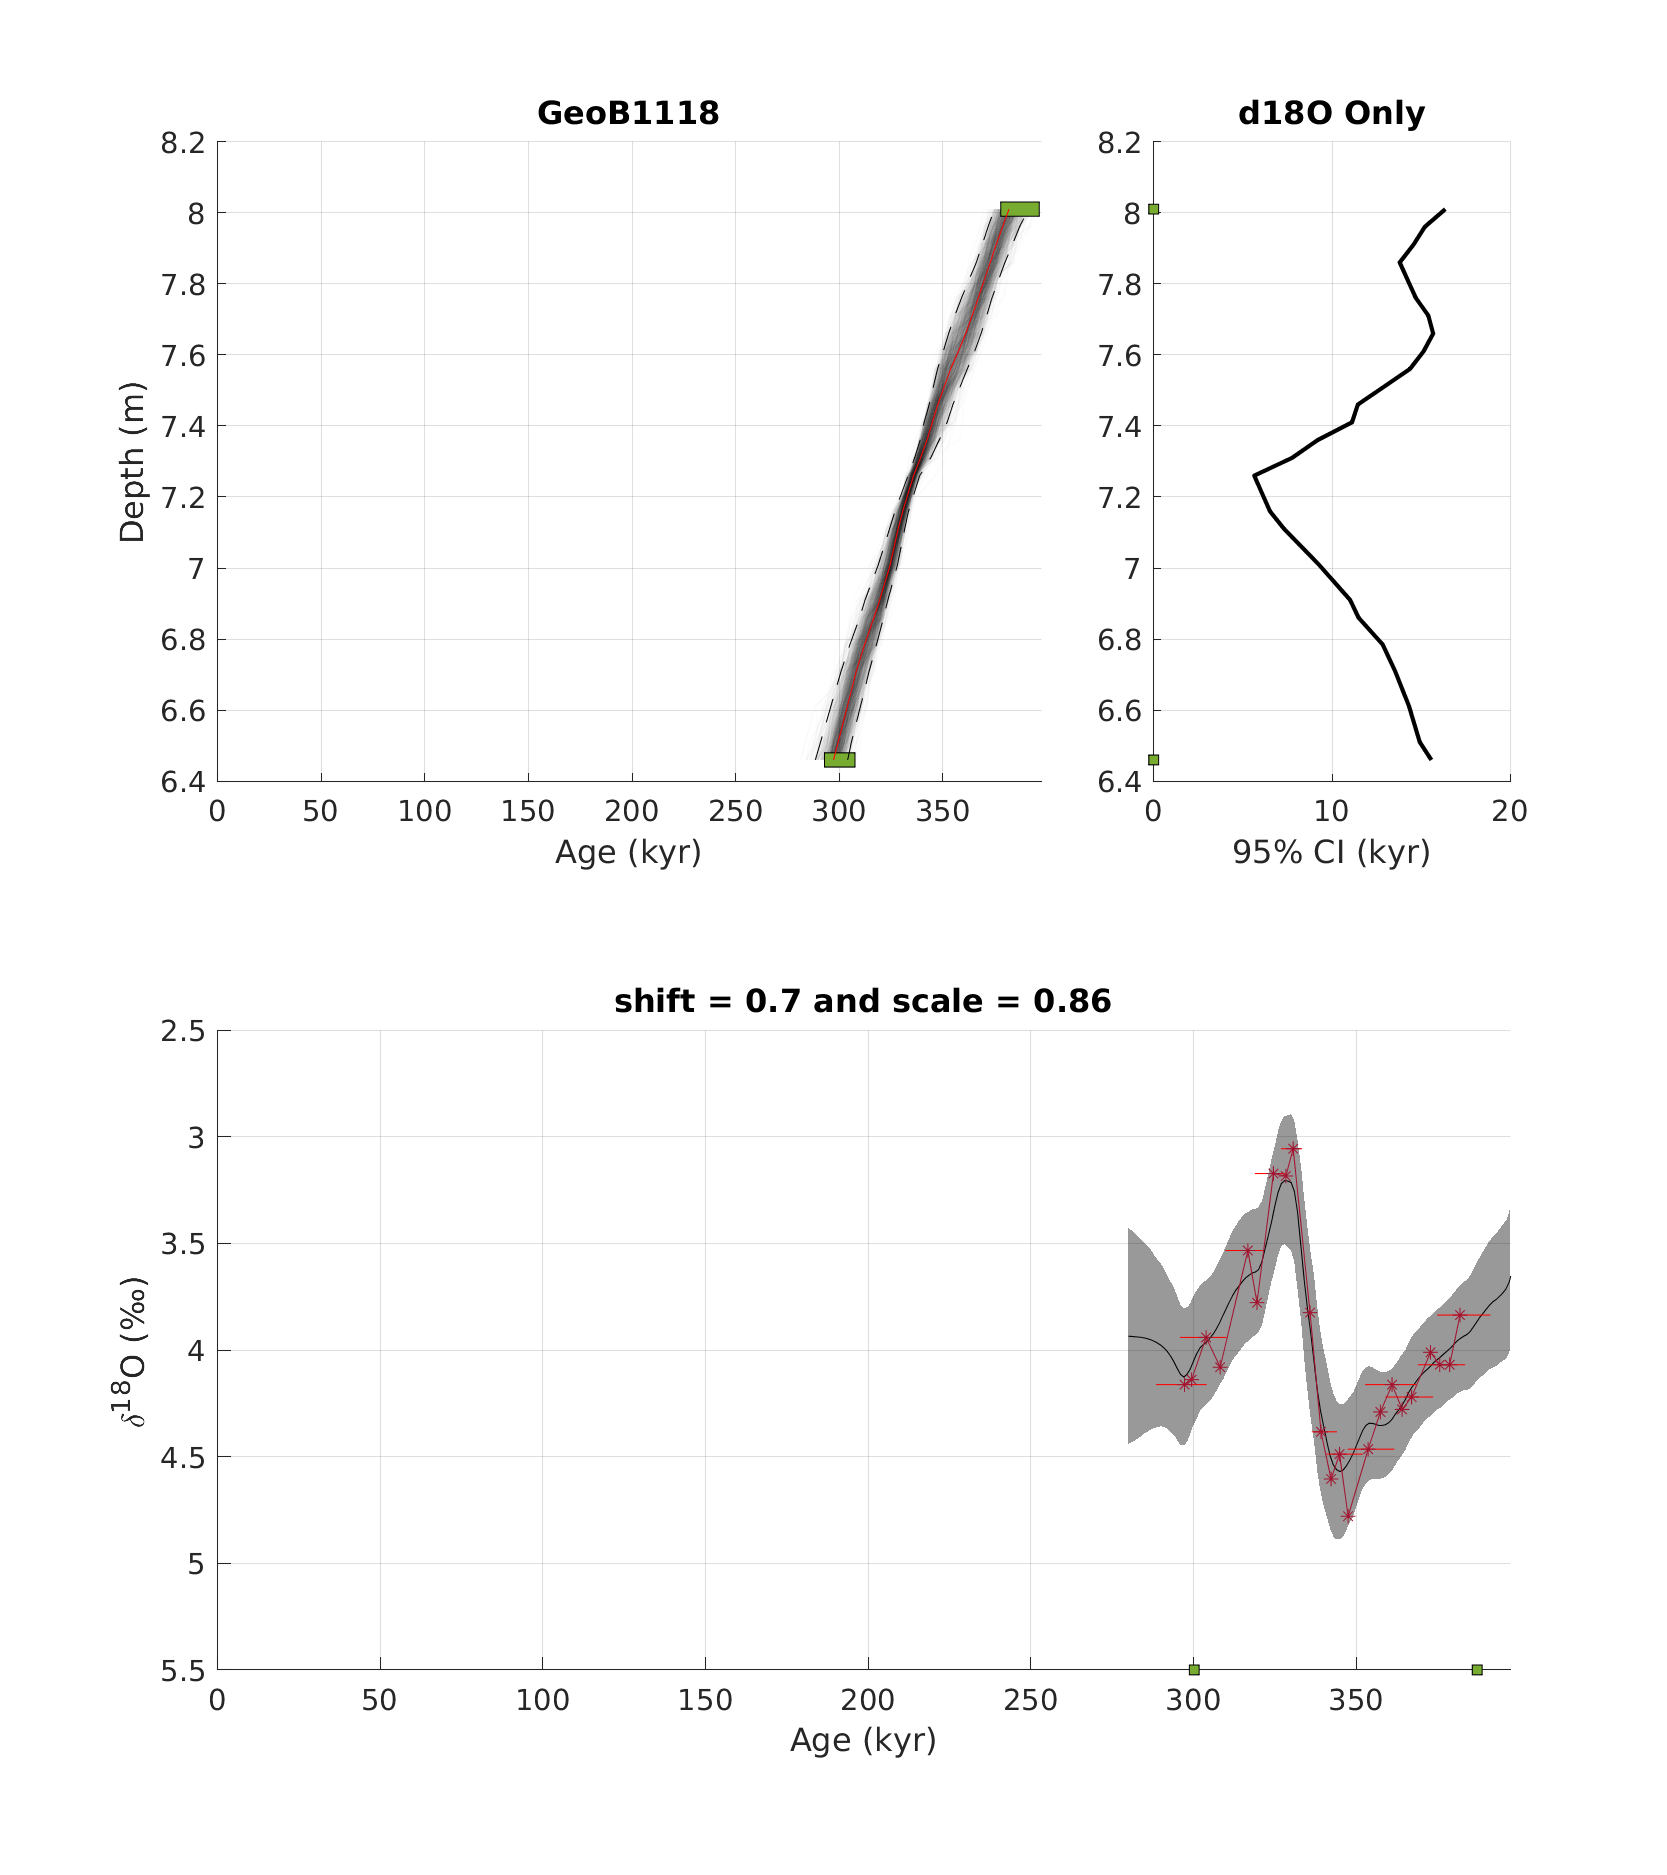 GeoB1118
8.2
8
7.8
7.6
7.4
7.2
7
6.8
6.6
6.4
Depth (m)
0 50 100 150 200 250 300 350
Age (kyr)
d18O Only
8.2
8
7.8
7.6
7.4
7.2
7
6.8
6.6
6.4
0 10 20
95% CI (kyr)
shift = 0.7 and scale = 0.86
2.5
3
3.5
4
4.5
5
5.5
δ¹⁸O (‰)
0 50 100 150 200 250 300 350
Age (kyr)